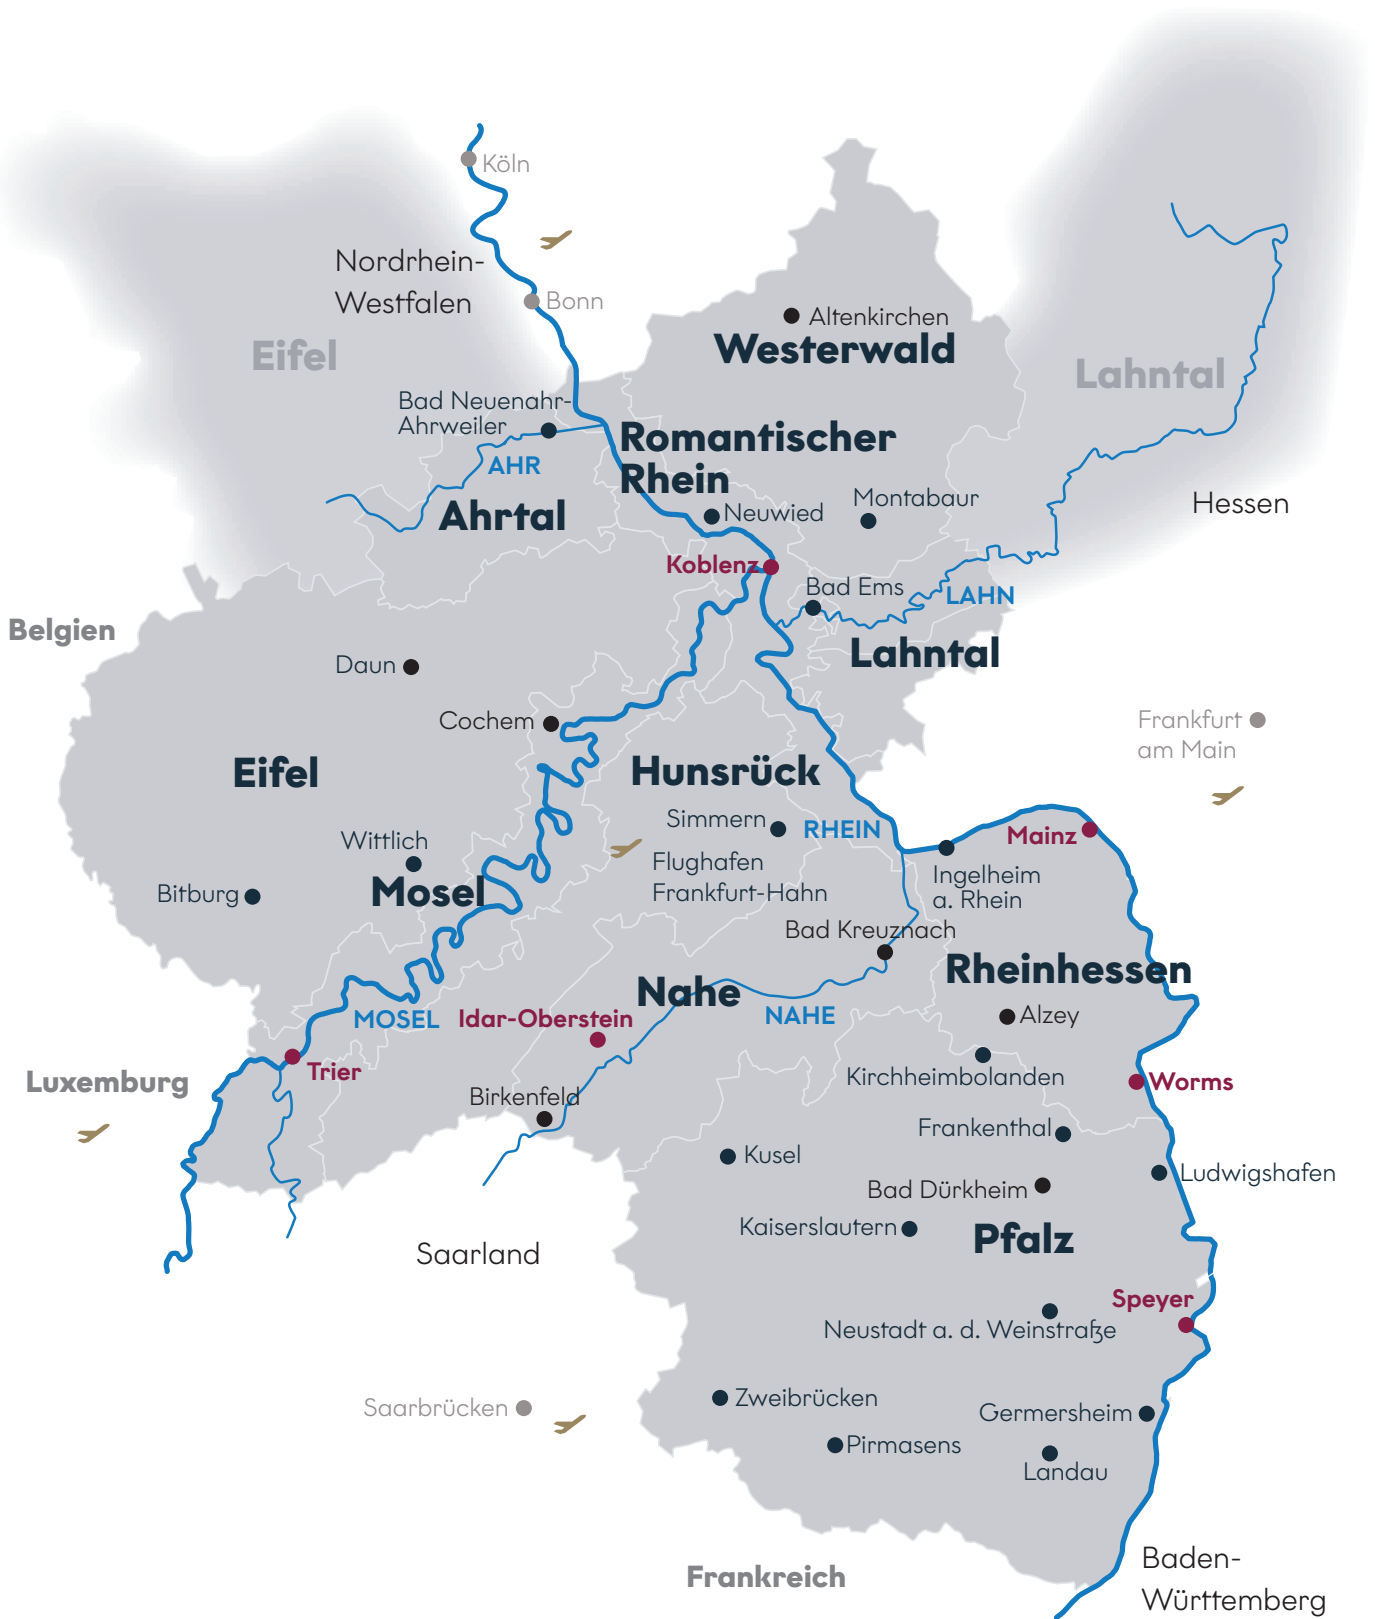 Köln
Nordrhein-
Westfalen
Bonn
Altenkirchen
Westerwald
Eifel
Lahntal
Bad Neuenahr-
Ahrweiler
AHR
Romantischer
Rhein
Ahrtal
Neuwied
Montabaur
Hessen
Koblenz
Bad Ems
LAHN
Belgien
Lahntal
Daun
Cochem
Frankfurt
am Main
Eifel
Hunsrück
Simmern
RHEIN
Mainz
Wittlich
Flughafen
Frankfurt-Hahn
Ingelheim
a. Rhein
Bitburg
Mosel
Bad Kreuznach
Rheinhessen
Nahe
MOSEL
Idar-Oberstein
NAHE
Alzey
Trier
Luxemburg
Kirchheimbolanden
Worms
Birkenfeld
Frankenthal
Kusel
Ludwigshafen
Bad Dürkheim
Kaiserslautern
Pfalz
Saarland
Speyer
Neustadt a. d. Weinstraße
Zweibrücken
Saarbrücken
Germersheim
Pirmasens
Landau
Frankreich
Baden-
Württemberg